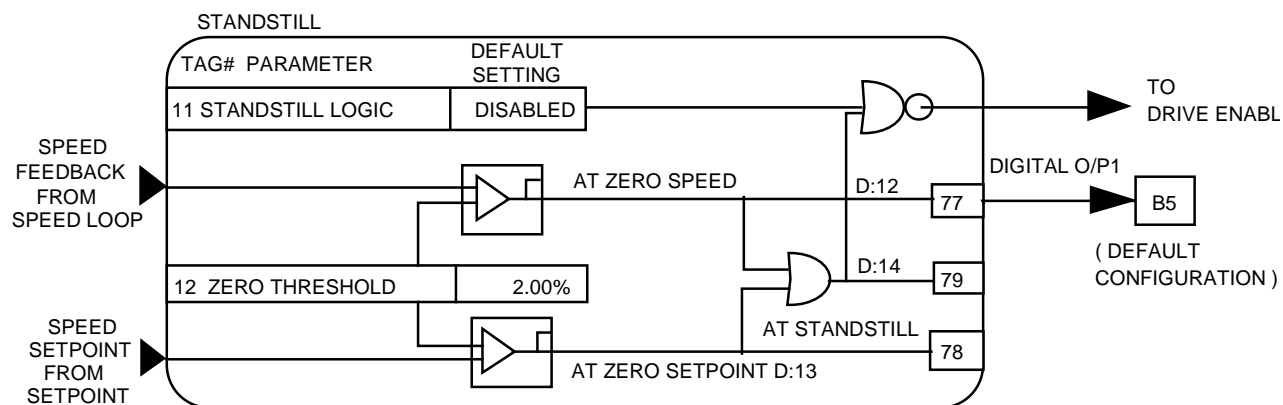 STANDSTILL
TAG# PARAMETER
DEFAULT
SETTING
11 STANDSTILL LOGIC
DISABLED
TO
DRIVE ENABL
SPEED
FEEDBACK
FROM
SPEED LOOP
AT ZERO SPEED
D:12
77
DIGITAL O/P1
B5
( DEFAULT
CONFIGURATION )
12 ZERO THRESHOLD
2.00%
D:14
79
SPEED
SETPOINT
FROM
SETPOINT
AT STANDSTILL
78
AT ZERO SETPOINT D:13